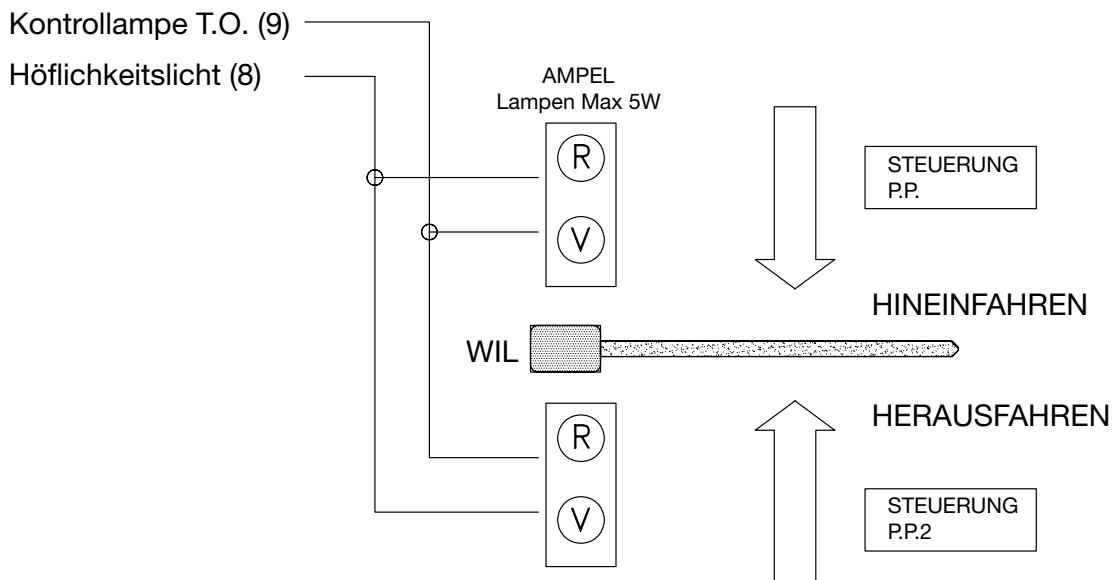 Kontrollampe T.O. (9)
Höflichkeitslicht (8)
AMPEL
Lampen Max 5W
R
V
STEUERUNG
P.P.
HINEINFAHREN
WIL
HERAUSFAHREN
R
V
STEUERUNG
P.P.2